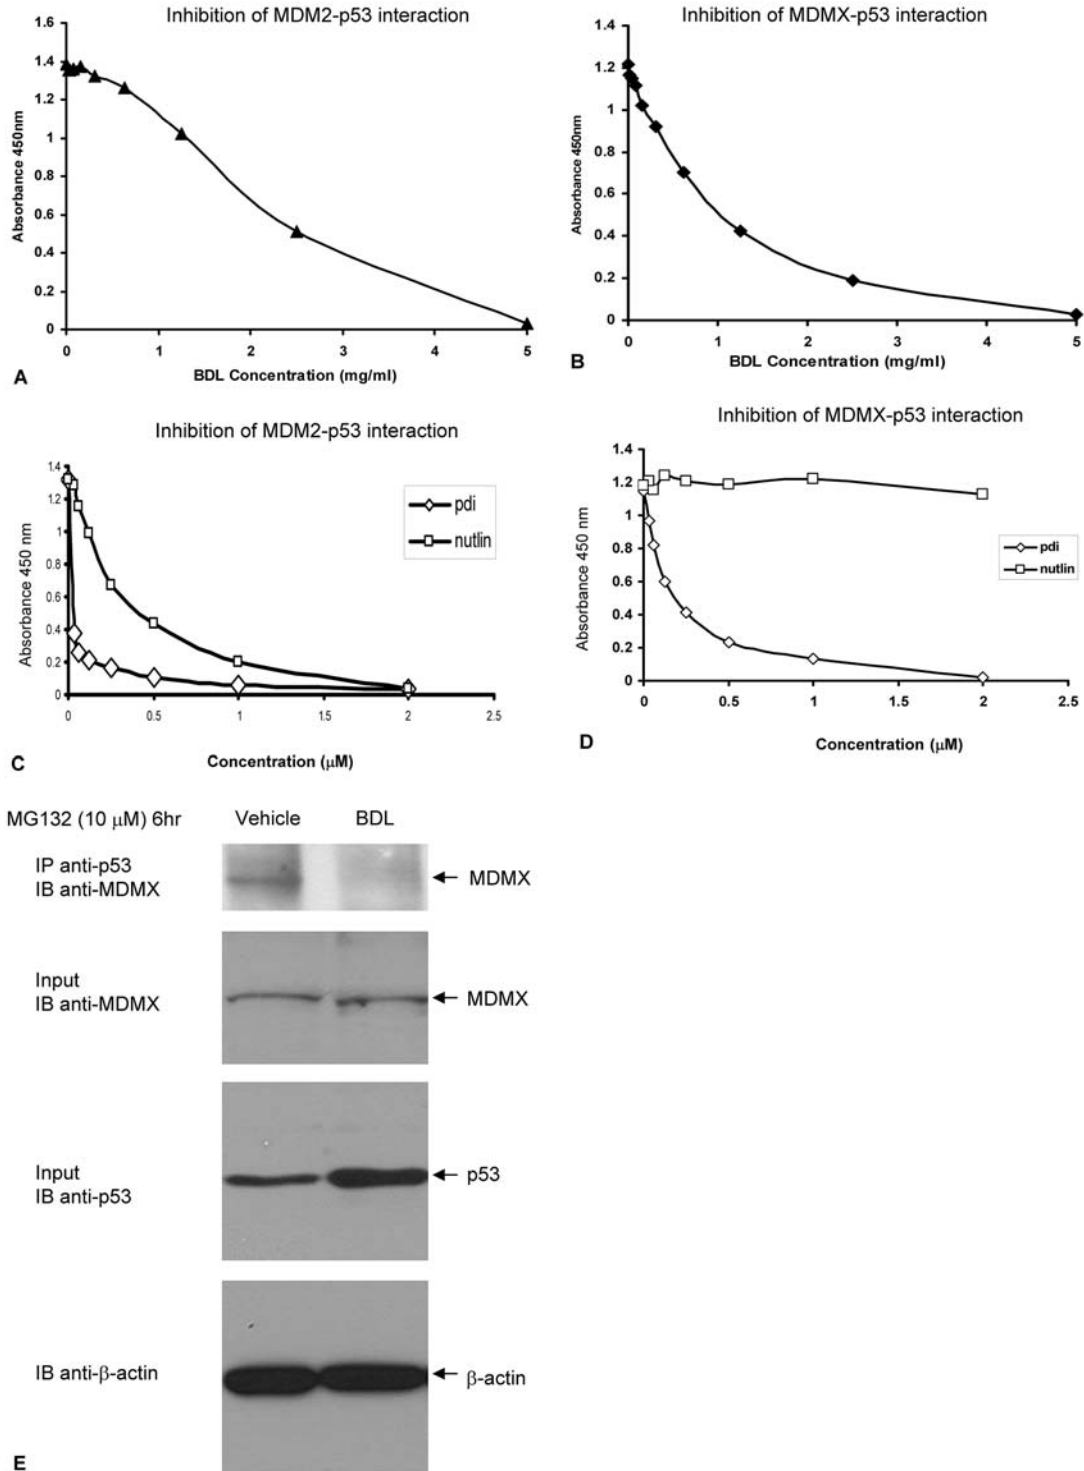 Inhibition of MDM2-p53 interaction
1.6
1.4
1.2
1
0.8
0.6
0.4
0.2
0
Absorbance 450nm
0 1 2 3 4 5
BDL Concentration (mg/ml)
A
Inhibition of MDMX-p53 interaction
1.4
1.2
1
0.8
0.6
0.4
0.2
0
Absorbance 450nm
0 1 2 3 4 5
BDL Concentration (mg/ml)
B
Inhibition of MDM2-p53 interaction
1.4
1.2
1
0.8
0.6
0.4
0.2
0
Absorbance 450 nm
pdi
nutlin
0 0.5 1 1.5 2 2.5
Concentration (μM)
C
Inhibition of MDMX-p53 interaction
1.4
1.2
1
0.8
0.6
0.4
0.2
0
Absorbance 450 nm
pdi
nutlin
0 0.5 1 1.5 2 2.5
Concentration (μM)
D
MG132 (10 μM) 6hr Vehicle BDL
IP anti-p53
IB anti-MDMX
MDMX
Input
IB anti-MDMX
MDMX
Input
IB anti-p53
p53
IB anti-β-actin
β-actin
E